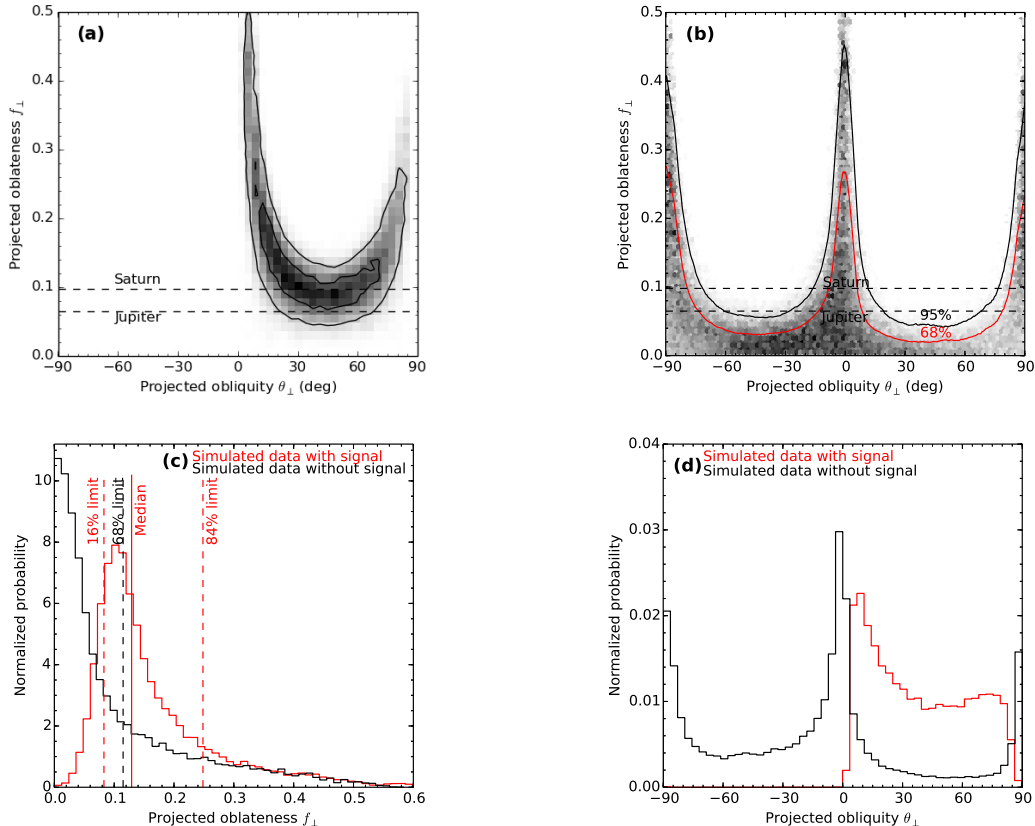 (a)
0.5
0.4
0.3
0.2
0.1
0.0
Projected oblateness f⊥
Saturn
Jupiter
−90 −60 −30 0 30 60 90
Projected obliquity θ⊥ (deg)
(b)
0.5
0.4
0.3
0.2
0.1
0.0
Projected oblateness f⊥
Saturn
Jupiter
95%
68%
−90 −60 −30 0 30 60 90
Projected obliquity θ⊥ (deg)
(c)
Simulated data with signal
Simulated data without signal
10
8
6
4
2
0
Normalized probability
16% limit
68% limit
Median
84% limit
0.0 0.1 0.2 0.3 0.4 0.5 0.6
Projected oblateness f⊥
(d)
Simulated data with signal
Simulated data without signal
0.04
0.03
0.02
0.01
0.00
Normalized probability
−90 −60 −30 0 30 60 90
Projected obliquity θ⊥